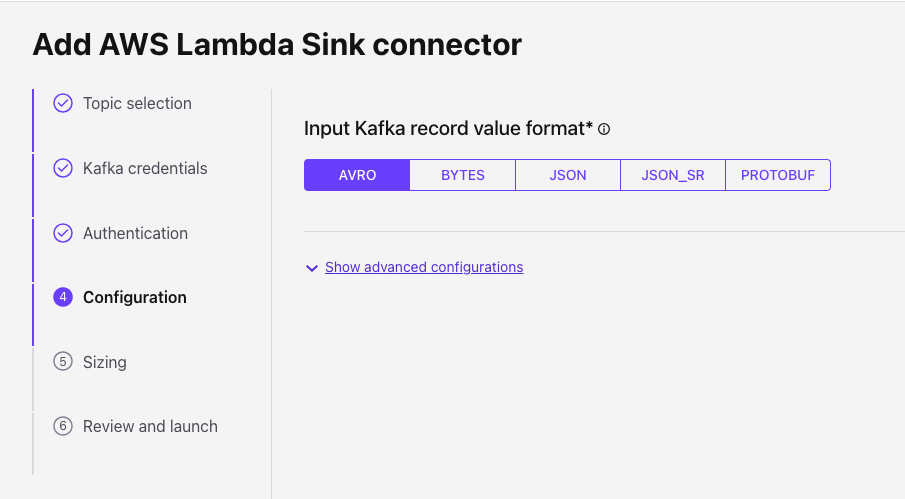 Add AWS Lambda Sink connector
Topic selection
Kafka credentials
Authentication
4 Configuration
5 Sizing
6 Review and launch
Input Kafka record value format*
AVRO BYTES JSON JSON_SR PROTOBUF
Show advanced configurations